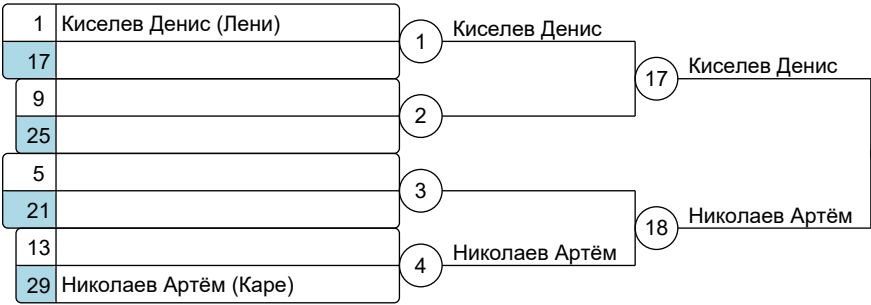 1 Киселев Денис (Лени)
17
9
25
5
21
13
29 Николаев Артём (Каре)
1 Киселев Денис
2
3
4 Николаев Артём
17 Киселев Денис
18 Николаев Артём